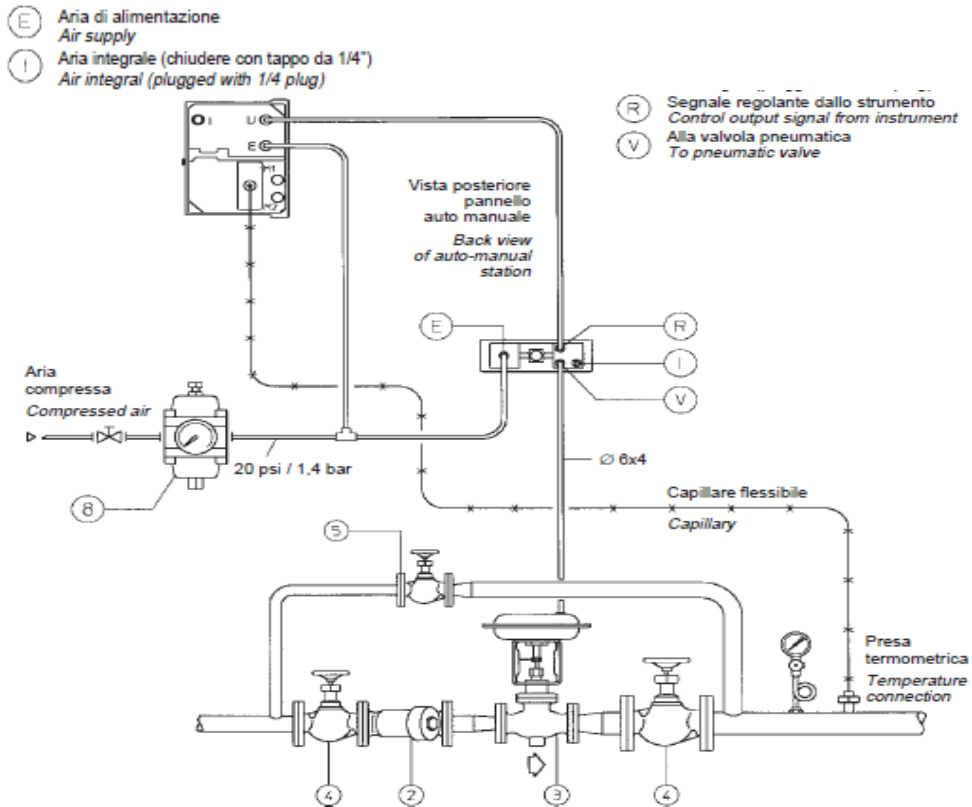 E Aria di alimentazione
Air supply
I Aria integrale (chiudere con tappo da 1/4")
Air integral (plugged with 1/4 plug)
R Segnale regolante dallo strumento
Control output signal from instrument
V Alla valvola pneumatica
To pneumatic valve
I U
E
M1
M2
Vista posteriore
pannello
auto manuale
Back view
of auto-manual
station
E
R
I
V
Aria
compressa
Compressed air
20 psi / 1,4 bar
8
Ø 6x4
Capillare flessibile
Capillary
5
Presa
termometrica
Temperature
connection
4
2
3
4